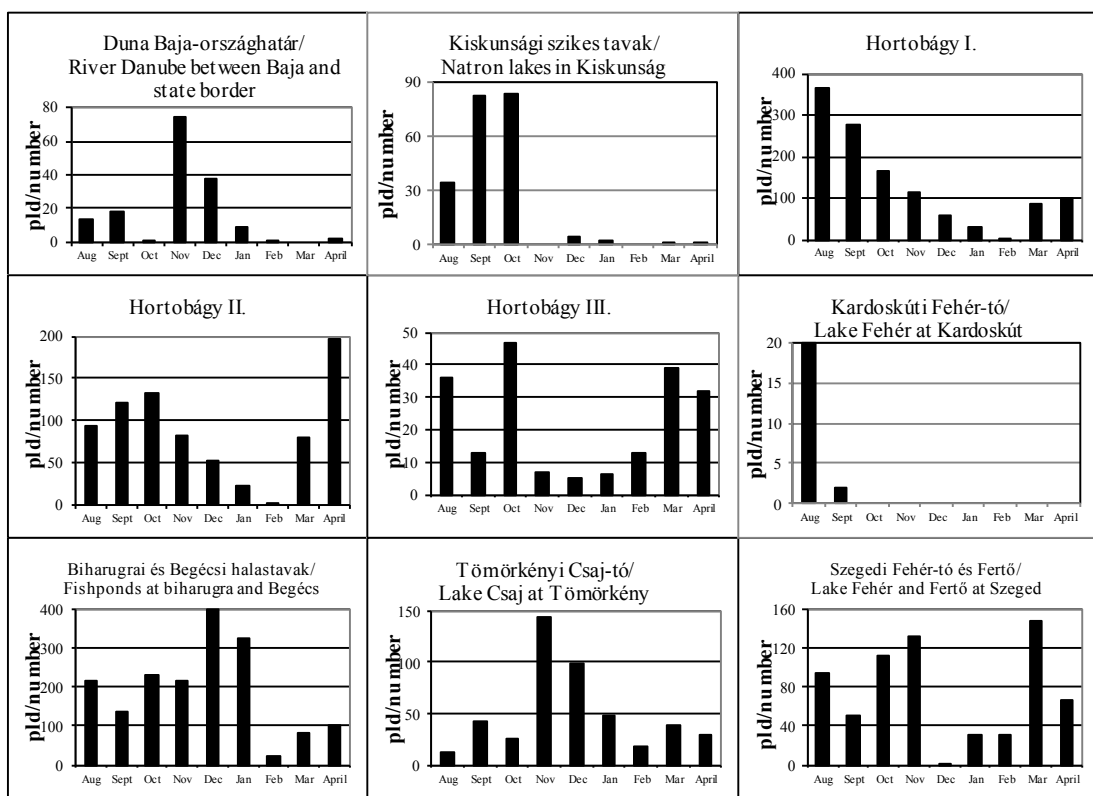 Duna Baja-országhatár/
River Danube between Baja and
state border
pld/number
80
60
40
20
0
Aug Sept Oct Nov Dec Jan Feb Mar April
Kiskunsági szikes tavak/
Natron lakes in Kiskunság
pld/number
90
60
30
0
Aug Sept Oct Nov Dec Jan Feb Mar April
Hortobágy I.
pld/number
400
300
200
100
0
Aug Sept Oct Nov Dec Jan Feb Mar April
Hortobágy II.
pld/number
200
150
100
50
0
Aug Sept Oct Nov Dec Jan Feb Mar April
Hortobágy III.
pld/number
50
40
30
20
10
0
Aug Sept Oct Nov Dec Jan Feb Mar April
Kardoskúti Fehér-tó/
Lake Fehér at Kardoskút
pld/number
20
15
10
5
0
Aug Sept Oct Nov Dec Jan Feb Mar April
Biharugrai és Begécsi halastavak/
Fishponds at biharugra and Begécs
pld/number
400
300
200
100
0
Aug Sept Oct Nov Dec Jan Feb Mar April
Tömörkényi Csaj-tó/
Lake Csaj at Tömörkény
pld/number
150
100
50
0
Aug Sept Oct Nov Dec Jan Feb Mar April
Szegedi Fehér-tó és Fertő/
Lake Fehér and Fertő at Szeged
pld/number
160
120
80
40
0
Aug Sept Oct Nov Dec Jan Feb Mar April